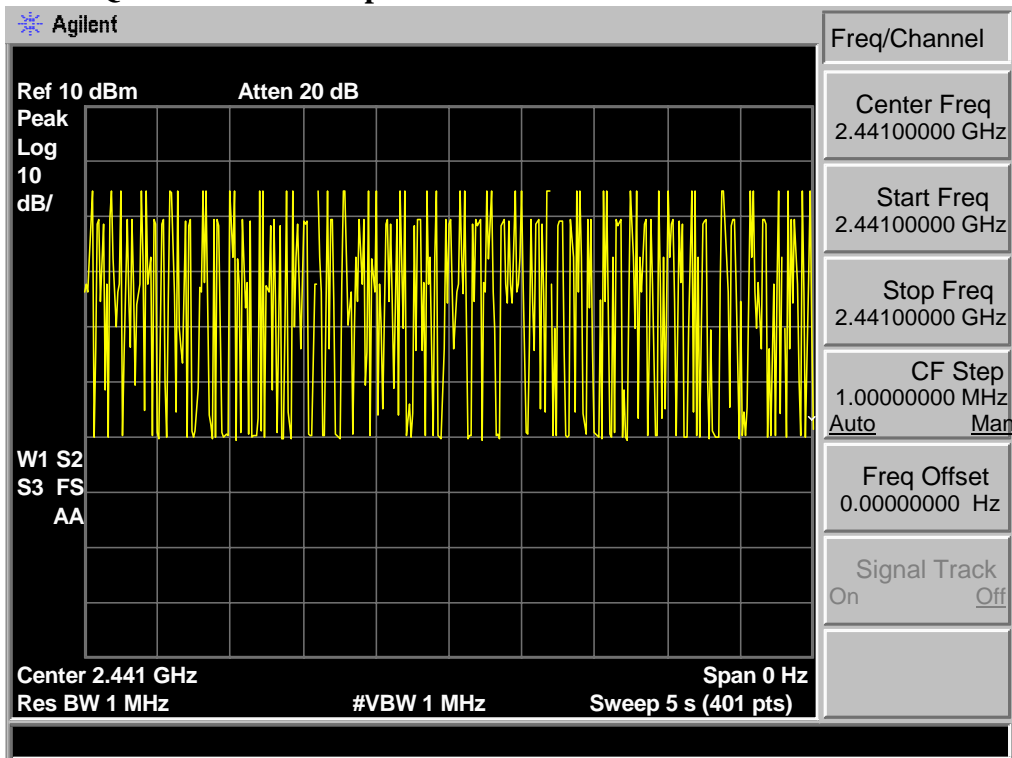 Agilent
Freq/Channel
Ref 10 dBm Atten 20 dB
Peak
Log
10
dB/
W1 S2
S3 FS
AA
Center 2.441 GHz Span 0 Hz
Res BW 1 MHz #VBW 1 MHz Sweep 5 s (401 pts)
Center Freq
2.44100000 GHz
Start Freq
2.44100000 GHz
Stop Freq
2.44100000 GHz
CF Step
1.00000000 MHz
Auto Man
Freq Offset
0.00000000 Hz
Signal Track
On Off